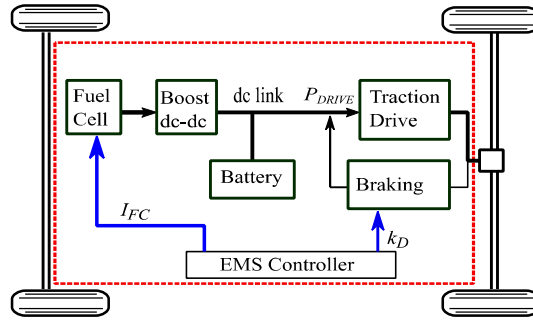 Fuel
Cell
Boost
dc-dc
dc link
P_DRIVE
Traction
Drive
Battery
Braking
I_FC
k_D
EMS Controller